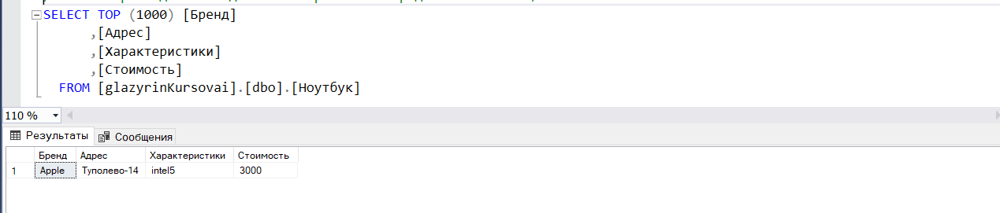 SELECT TOP (1000) [Бренд]
,[Адрес]
,[Характеристики]
,[Стоимость]
FROM [glazyrinKursovai].[dbo].[Ноутбук]
110 %
Результаты Сообщения
Бренд Адрес Характеристики Стоимость
1 Apple Туполево-14 intel5 3000